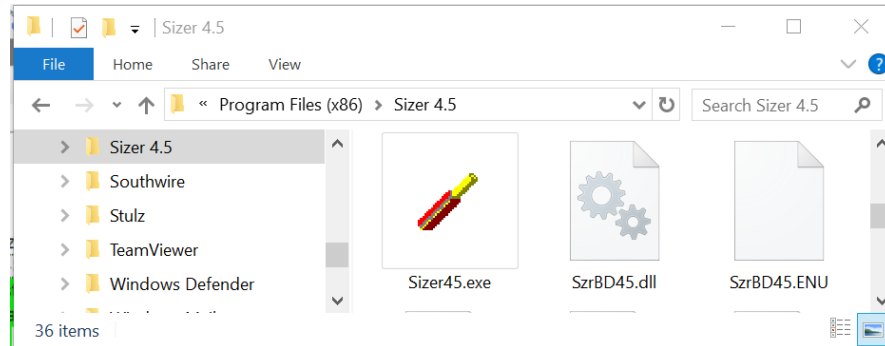 Sizer 4.5
File Home Share View
« Program Files (x86) > Sizer 4.5 Search Sizer 4.5
Sizer 4.5
Southwire
Stulz
TeamViewer
Windows Defender
Sizer45.exe SzrBD45.dll SzrBD45.ENU
36 items